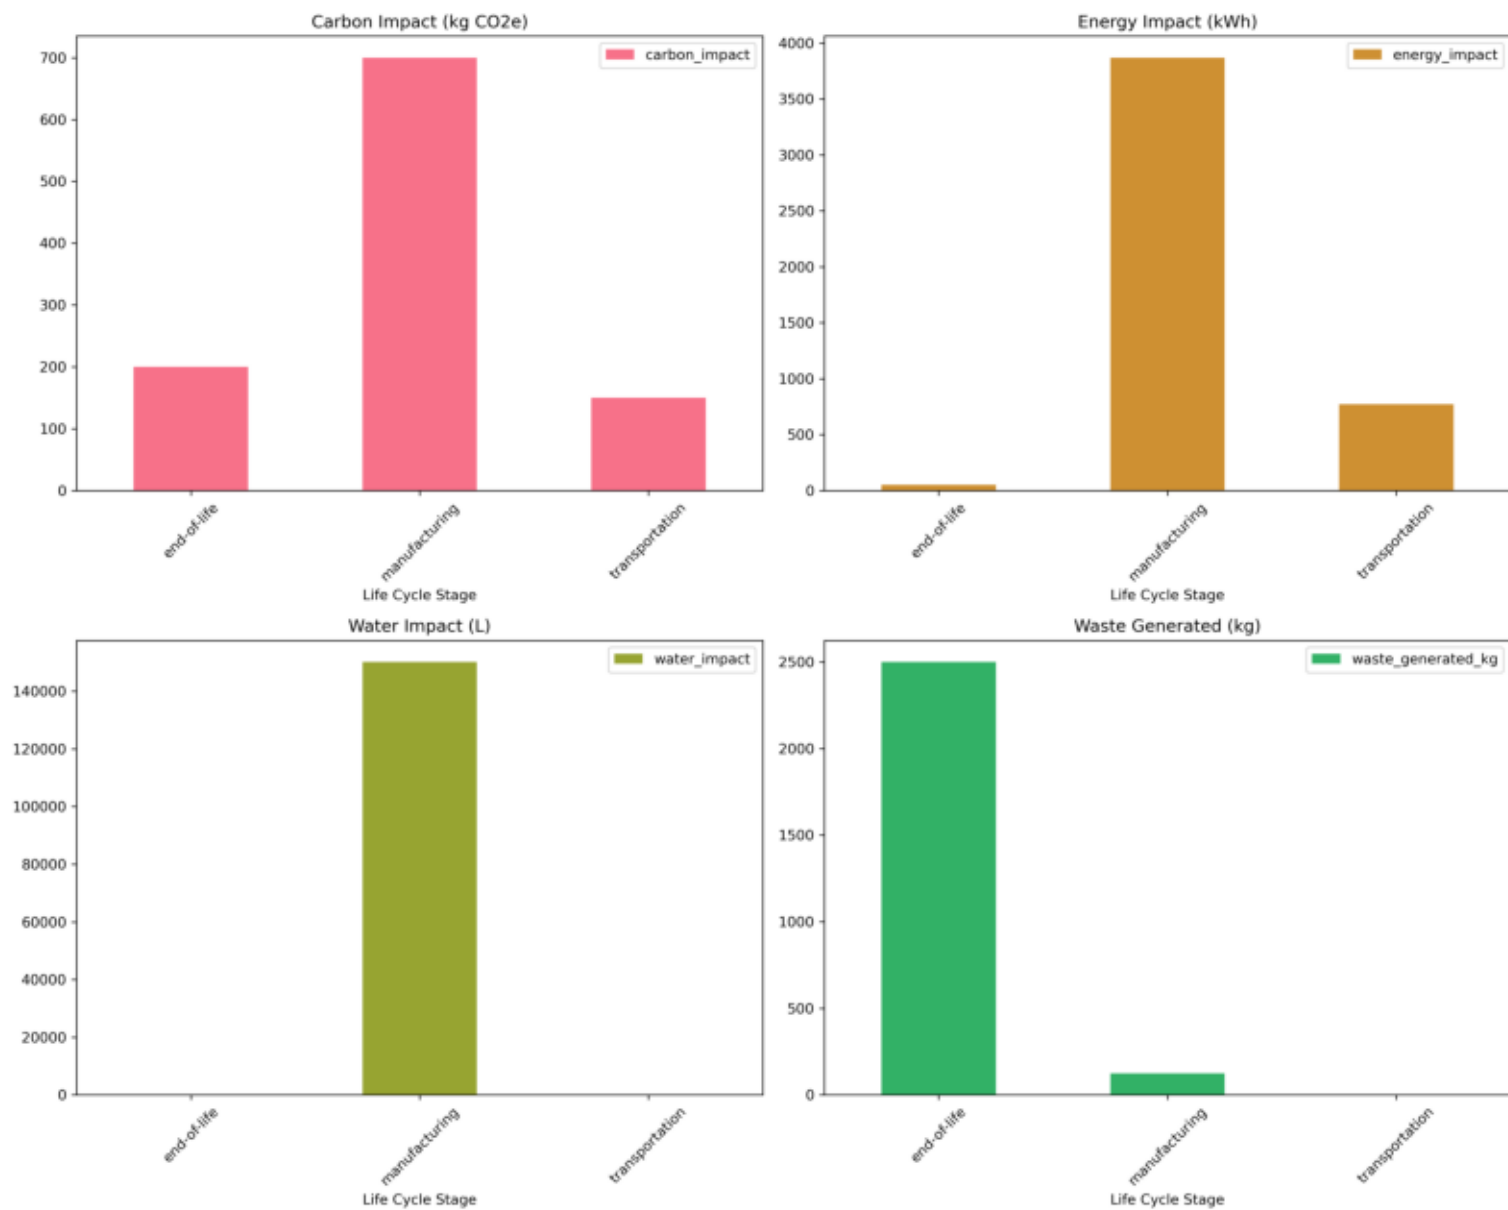 Carbon Impact (kg CO2e)
carbon_impact
700
600
500
400
300
200
100
0
end-of-life
manufacturing
transportation
Life Cycle Stage
Energy Impact (kWh)
energy_impact
4000
3500
3000
2500
2000
1500
1000
500
0
end-of-life
manufacturing
transportation
Life Cycle Stage
Water Impact (L)
water_impact
140000
120000
100000
80000
60000
40000
20000
0
end-of-life
manufacturing
transportation
Life Cycle Stage
Waste Generated (kg)
waste_generated_kg
2500
2000
1500
1000
500
0
end-of-life
manufacturing
transportation
Life Cycle Stage